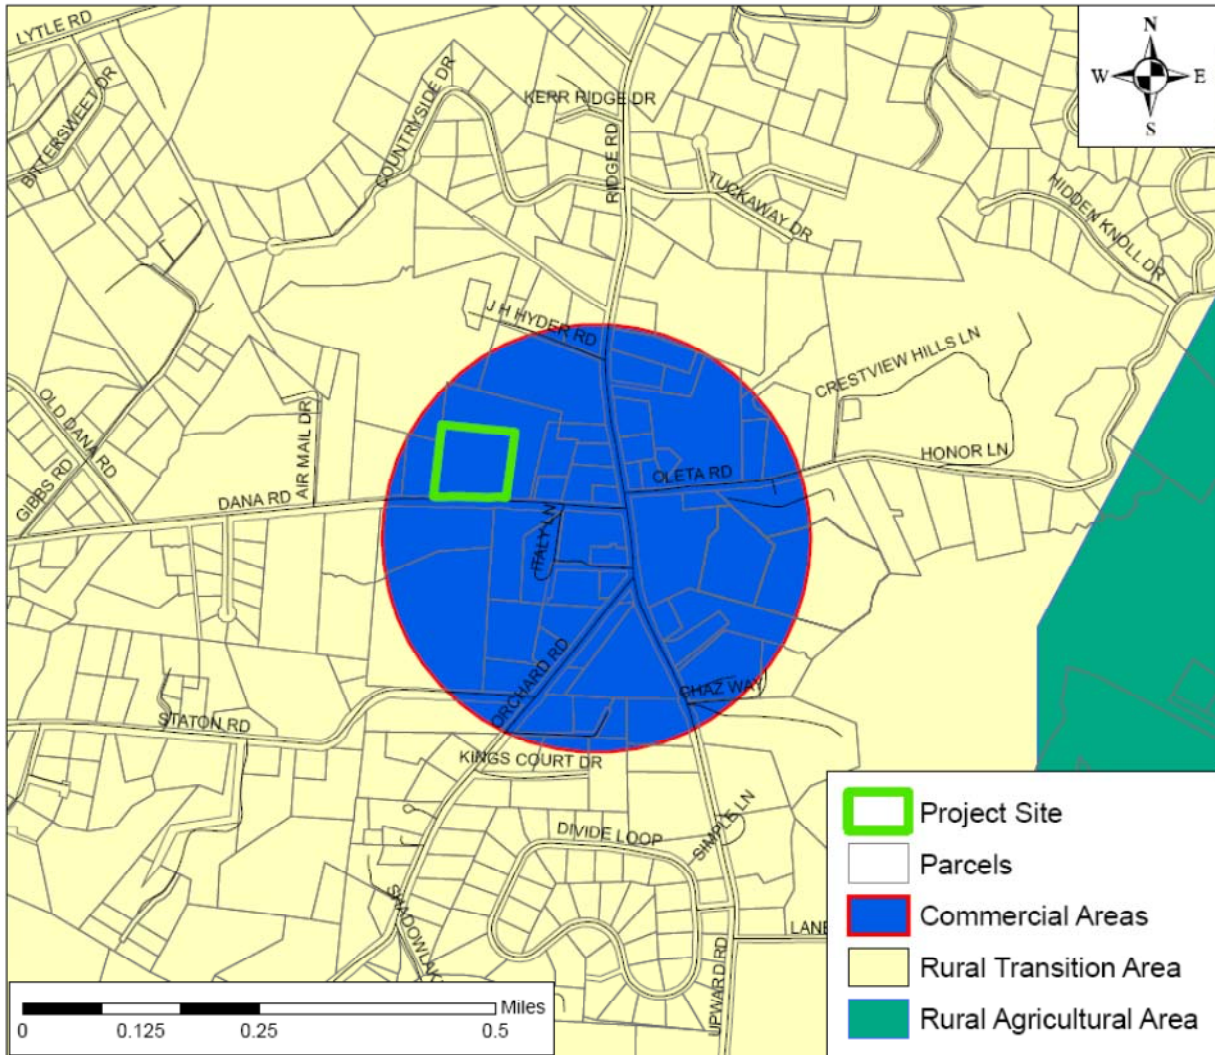 LYTLE RD
N
W
E
S
BITTERSWEET DR
COUNTRYSIDE DR
KERR RIDGE DR
RIDGE RD
TUCKAWAY DR
HIDDEN KNOLL DR
J H HYDER RD
CRESTVIEW HILLS LN
OLD DANA RD
GIBBS RD
AIR MAIL DR
DANA RD
OLETA RD
HONOR LN
ITALY LN
ORCHARD RD
CHAZ WAY
STATON RD
KINGS COURT DR
DIVIDE LOOP
SIMPLE LN
SHADOWLAK
UPWARD RD
LANE
Project Site
Parcels
Commercial Areas
Rural Transition Area
Rural Agricultural Area
Miles
0 0.125 0.25 0.5